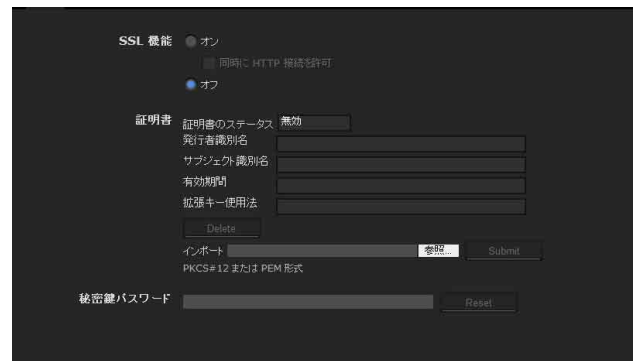 SSL 機能 オン
同時に HTTP 接続を許可
オフ
証明書 証明書のステータス 無効
発行者識別名
サブジェクト識別名
有効期間
拡張キー使用法
Delete
インポート 参照... Submit
PKCS#12 または PEM 形式
秘密鍵パスワード Reset